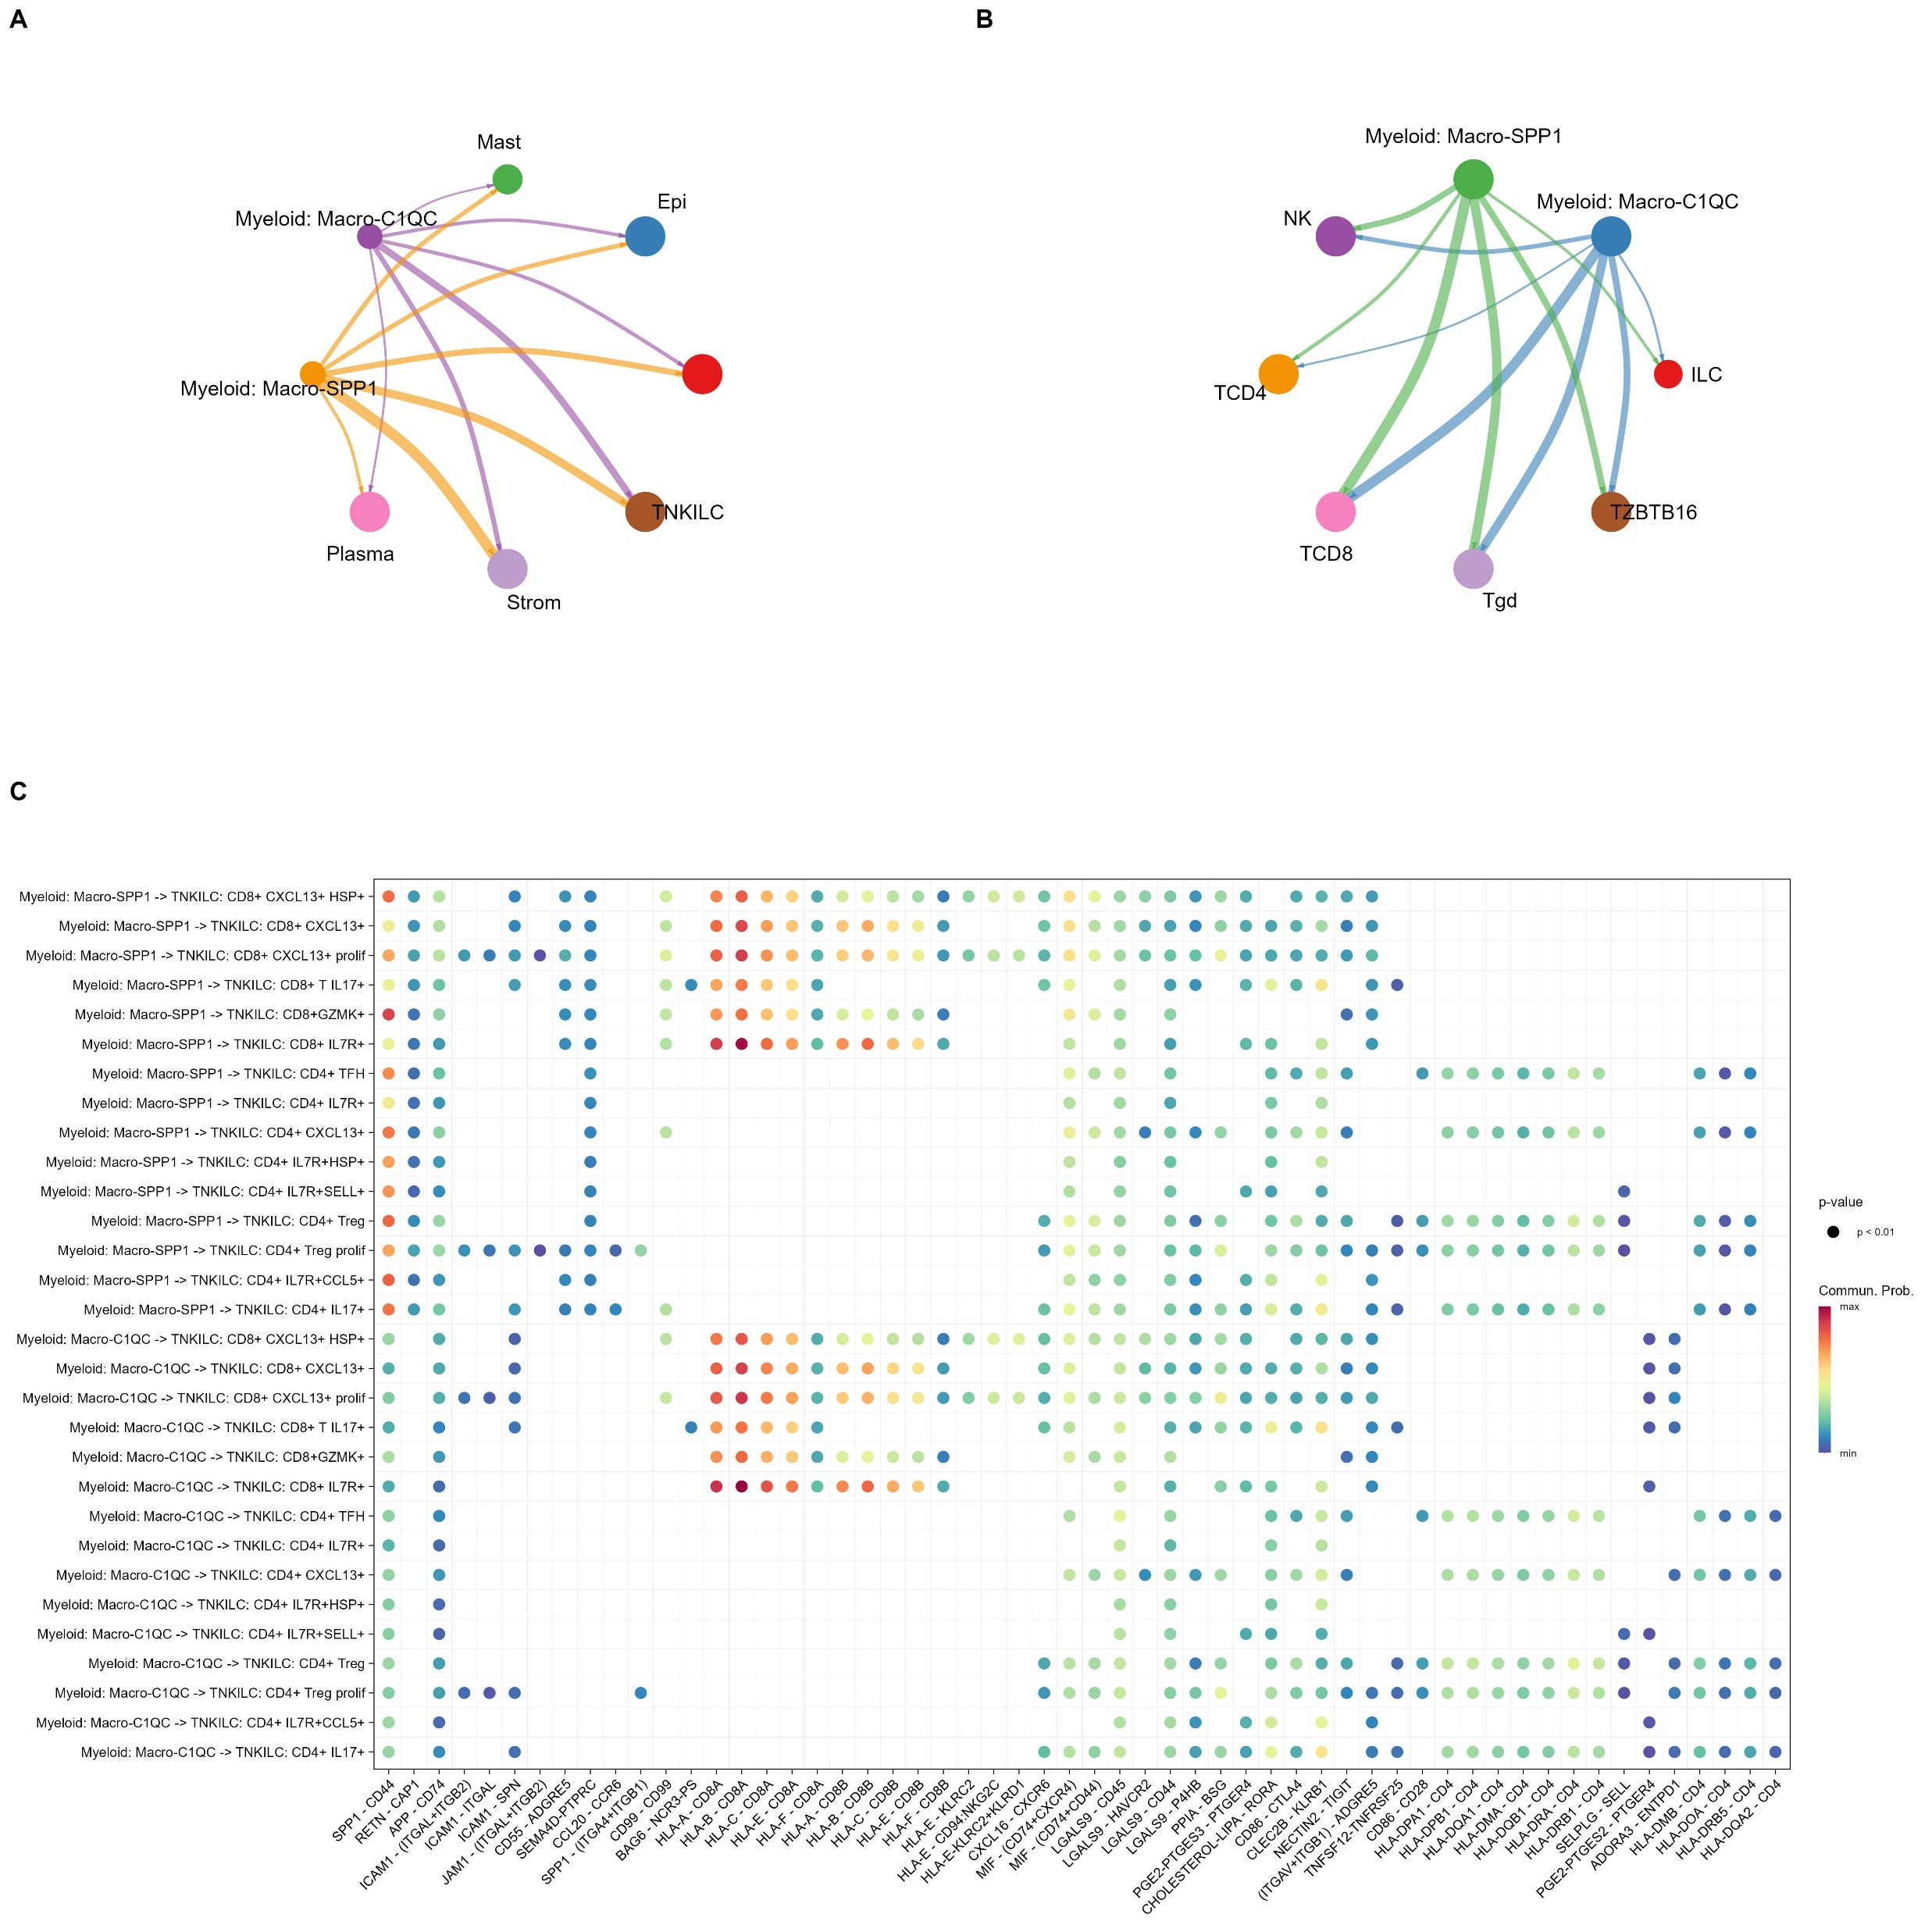 A
B
Mast
Myeloid: Macro-C1QC
Epi
Myeloid: Macro-SPP1
TNKILC
Plasma
Strom
Myeloid: Macro-SPP1
Myeloid: Macro-C1QC
NK
TCD4
ILC
TZBTB16
TCD8
Tgd
C
Myeloid: Macro-SPP1 -> TNKILC: CD8+ CXCL13+ HSP+
Myeloid: Macro-SPP1 -> TNKILC: CD8+ CXCL13+
Myeloid: Macro-SPP1 -> TNKILC: CD8+ CXCL13+ prolif
Myeloid: Macro-SPP1 -> TNKILC: CD8+ T IL17+
Myeloid: Macro-SPP1 -> TNKILC: CD8+GZMK+
Myeloid: Macro-SPP1 -> TNKILC: CD8+ IL7R+
Myeloid: Macro-SPP1 -> TNKILC: CD4+ TFH
Myeloid: Macro-SPP1 -> TNKILC: CD4+ IL7R+
Myeloid: Macro-SPP1 -> TNKILC: CD4+ CXCL13+
Myeloid: Macro-SPP1 -> TNKILC: CD4+ IL7R+HSP+
Myeloid: Macro-SPP1 -> TNKILC: CD4+ IL7R+SELL+
Myeloid: Macro-SPP1 -> TNKILC: CD4+ Treg
Myeloid: Macro-SPP1 -> TNKILC: CD4+ Treg prolif
Myeloid: Macro-SPP1 -> TNKILC: CD4+ IL7R+CCL5+
Myeloid: Macro-SPP1 -> TNKILC: CD4+ IL17+
Myeloid: Macro-C1QC -> TNKILC: CD8+ CXCL13+ HSP+
Myeloid: Macro-C1QC -> TNKILC: CD8+ CXCL13+
Myeloid: Macro-C1QC -> TNKILC: CD8+ CXCL13+ prolif
Myeloid: Macro-C1QC -> TNKILC: CD8+ T IL17+
Myeloid: Macro-C1QC -> TNKILC: CD8+GZMK+
Myeloid: Macro-C1QC -> TNKILC: CD8+ IL7R+
Myeloid: Macro-C1QC -> TNKILC: CD4+ TFH
Myeloid: Macro-C1QC -> TNKILC: CD4+ IL7R+
Myeloid: Macro-C1QC -> TNKILC: CD4+ CXCL13+
Myeloid: Macro-C1QC -> TNKILC: CD4+ IL7R+HSP+
Myeloid: Macro-C1QC -> TNKILC: CD4+ IL7R+SELL+
Myeloid: Macro-C1QC -> TNKILC: CD4+ Treg
Myeloid: Macro-C1QC -> TNKILC: CD4+ Treg prolif
Myeloid: Macro-C1QC -> TNKILC: CD4+ IL7R+CCL5+
Myeloid: Macro-C1QC -> TNKILC: CD4+ IL17+
SPP1 - CD44
RETN - CAP1
APP - CD74
ICAM1 - (ITGAL+ITGB2)
ICAM1 - ITGAL
ICAM1 - SPN
JAM1 - (ITGAL+ITGB2)
CD55 - ADGRE5
SEMA4D-PTPRC
CCL20 - CCR6
SPP1 - (ITGA4+ITGB1)
CD99 - CD99
BAG6 - NCR3-PS
HLA-A - CD8A
HLA-B - CD8A
HLA-C - CD8A
HLA-E - CD8A
HLA-F - CD8A
HLA-A - CD8B
HLA-B - CD8B
HLA-C - CD8B
HLA-E - CD8B
HLA-F - CD8B
HLA-E - KLRC2
HLA-E - CD94:NKG2C
HLA-E-KLRC2+KLRD1
CXCL16 - CXCR6
MIF - (CD74+CXCR4)
MIF - (CD74+CD44)
LGALS9 - CD45
LGALS9 - HAVCR2
LGALS9 - CD44
LGALS9 - P4HB
PPIA - BSG
PGE2-PTGES3 - PTGER4
CHOLESTEROL-LIPA - RORA
CD86 - CTLA4
CLEC2B - KLRB1
NECTIN2 - TIGIT
(ITGAV+ITGB1) - ADGRE5
TNFSF12-TNFRSF25
CD86 - CD28
HLA-DPA1 - CD4
HLA-DPB1 - CD4
HLA-DQA1 - CD4
HLA-DMA - CD4
HLA-DQB1 - CD4
HLA-DRA - CD4
HLA-DRB1 - CD4
SELPLG - SELL
PGE2-PTGES2 - PTGER4
ADORA3 - ENTPD1
HLA-DMB - CD4
HLA-DOA - CD4
HLA-DRB5 - CD4
HLA-DQA2 - CD4
p-value
p < 0.01
Commun. Prob.
max
min